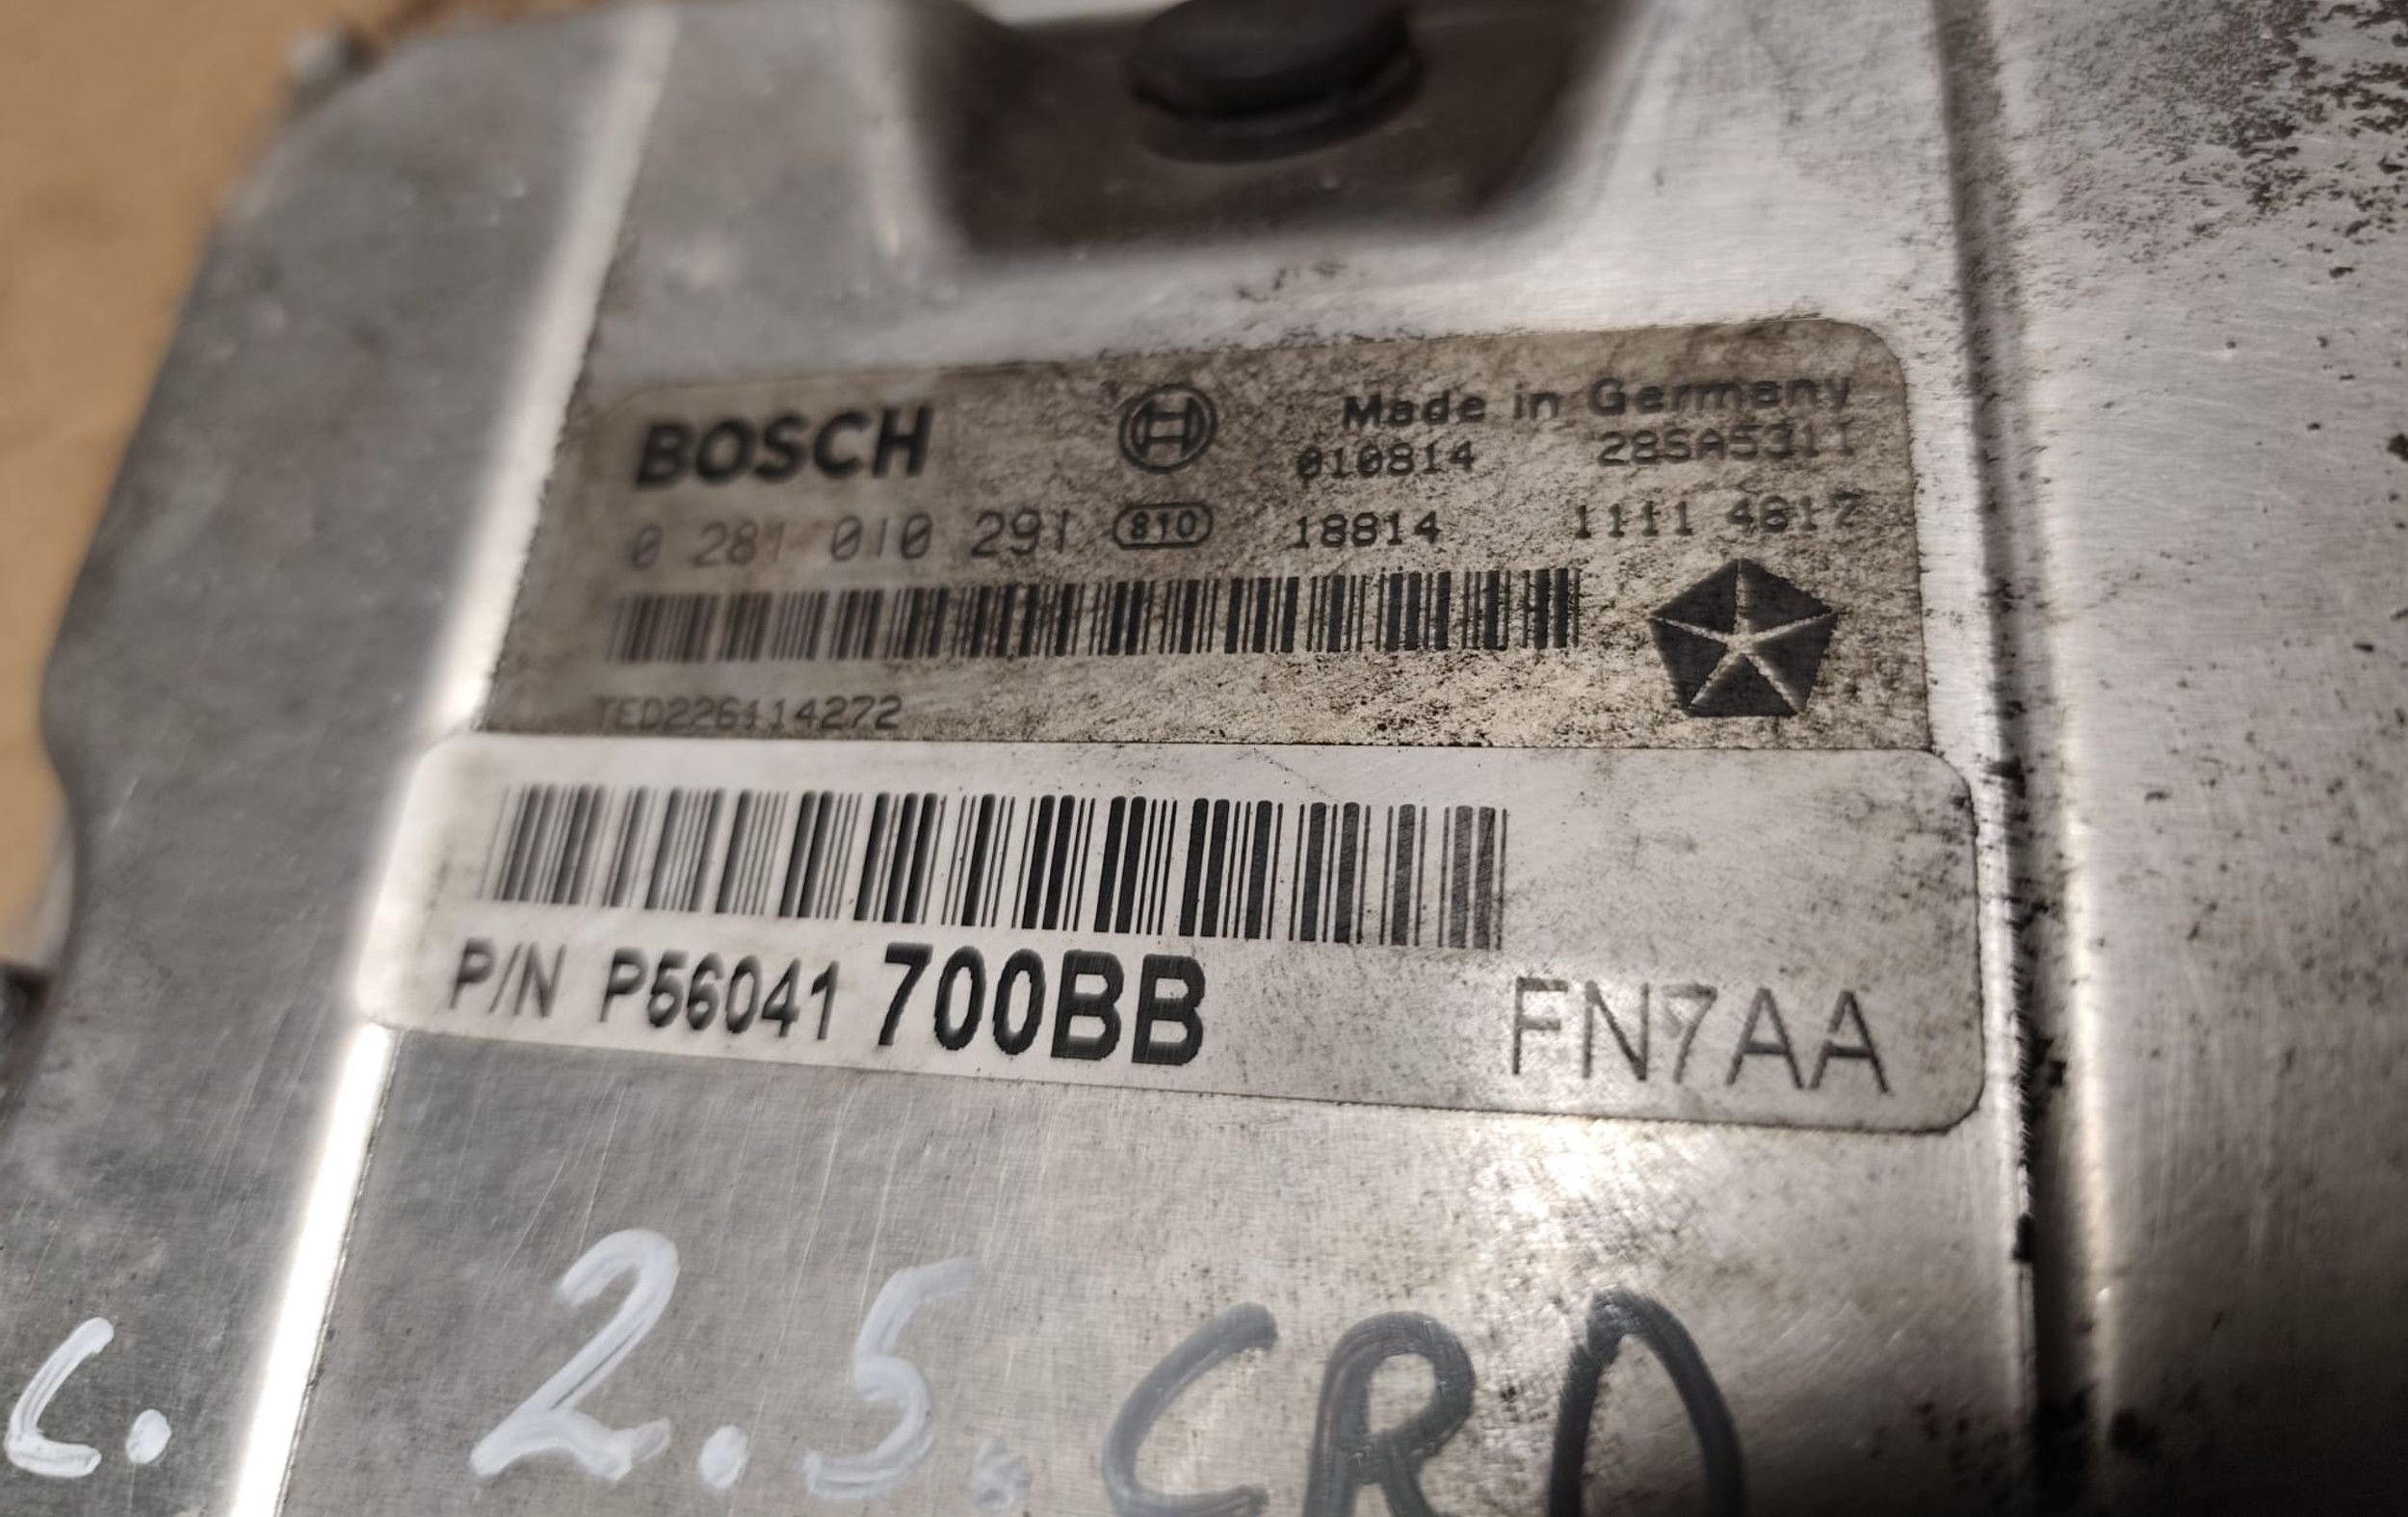 BOSCH Made in Germany
010814 28SA5311
0 281 010 291 810 18814 1111 4817
TED226114272
P/N P56041 700BB FN7AA
2.5. CRD